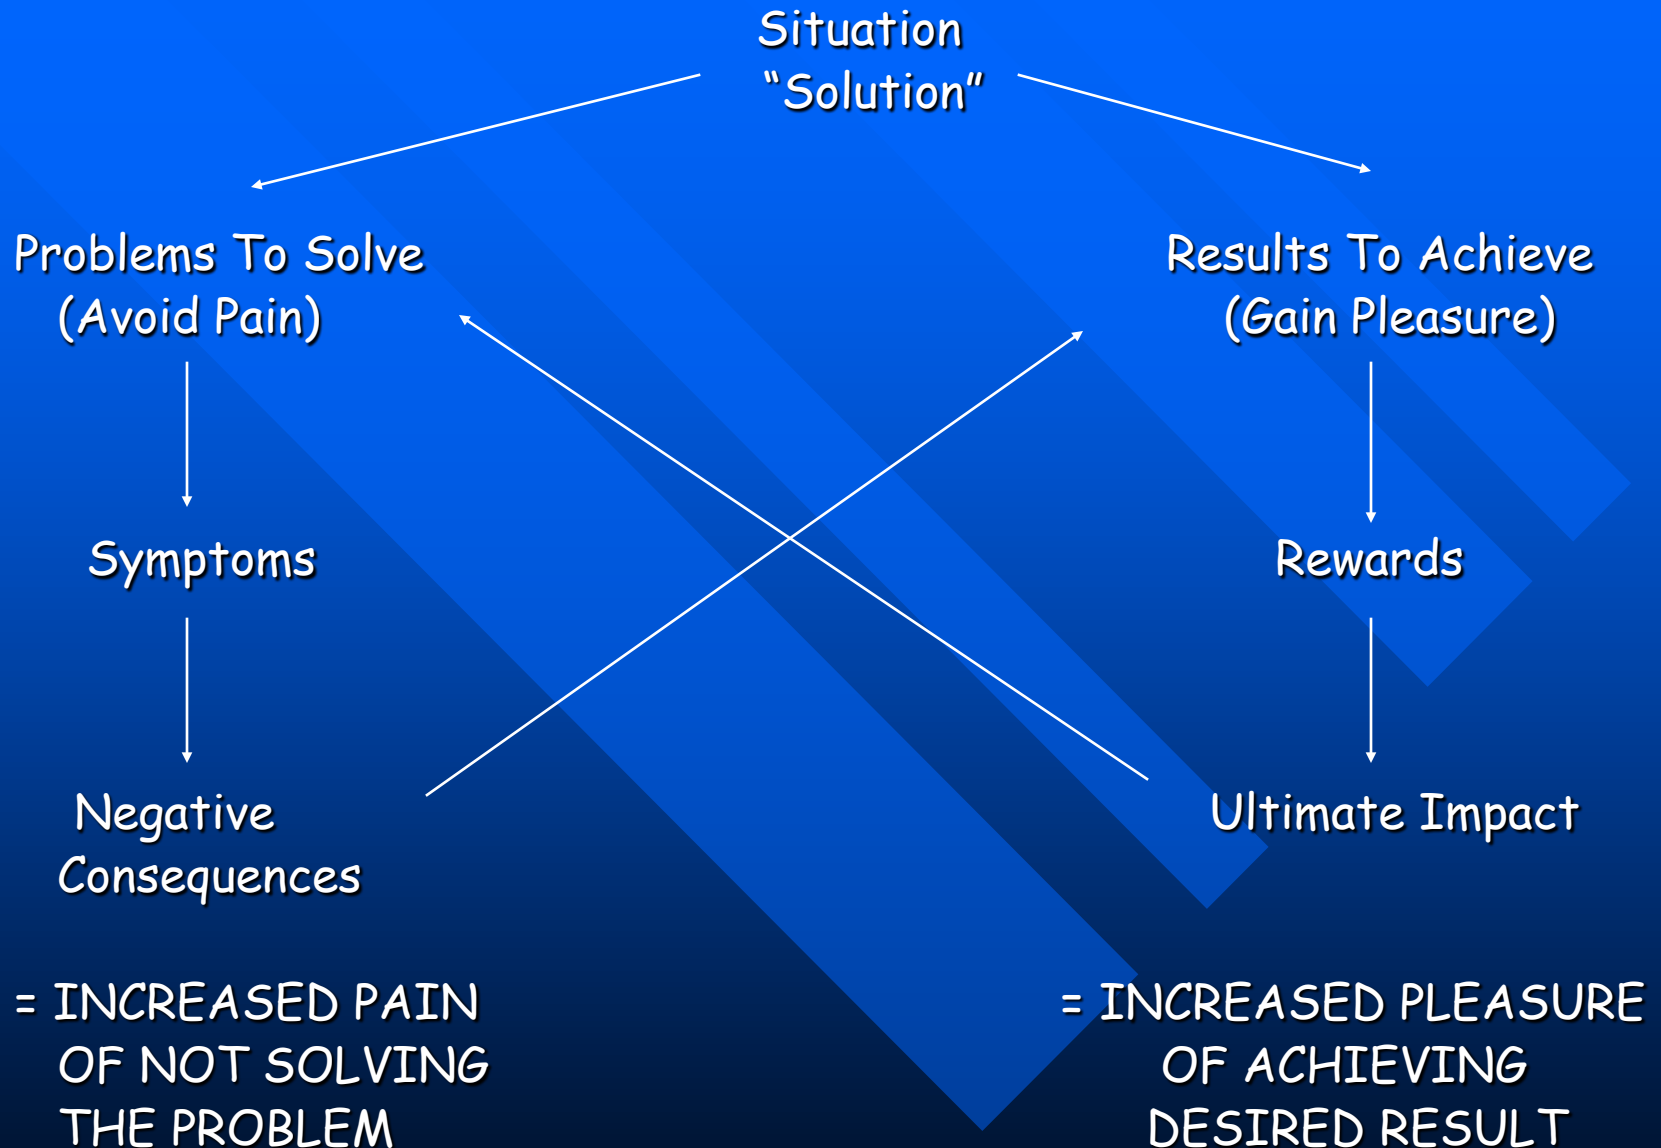 Situation
“Solution”
Problems To Solve
(Avoid Pain)
Results To Achieve
(Gain Pleasure)
Symptoms
Rewards
Negative
Consequences
Ultimate Impact
= INCREASED PAIN
OF NOT SOLVING
THE PROBLEM
= INCREASED PLEASURE
OF ACHIEVING
DESIRED RESULT